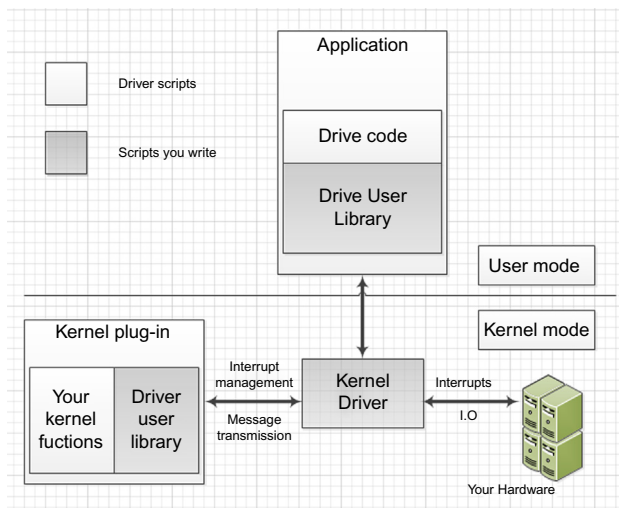 Application
Driver scripts
Scripts you write
Drive code
Drive User
Library
User mode
Kernel mode
Kernel plug-in
Your
kernel
fuctions
Driver
user
library
Interrupt
management
Message
transmission
Kernel
Driver
Interrupts
I.O
Your Hardware